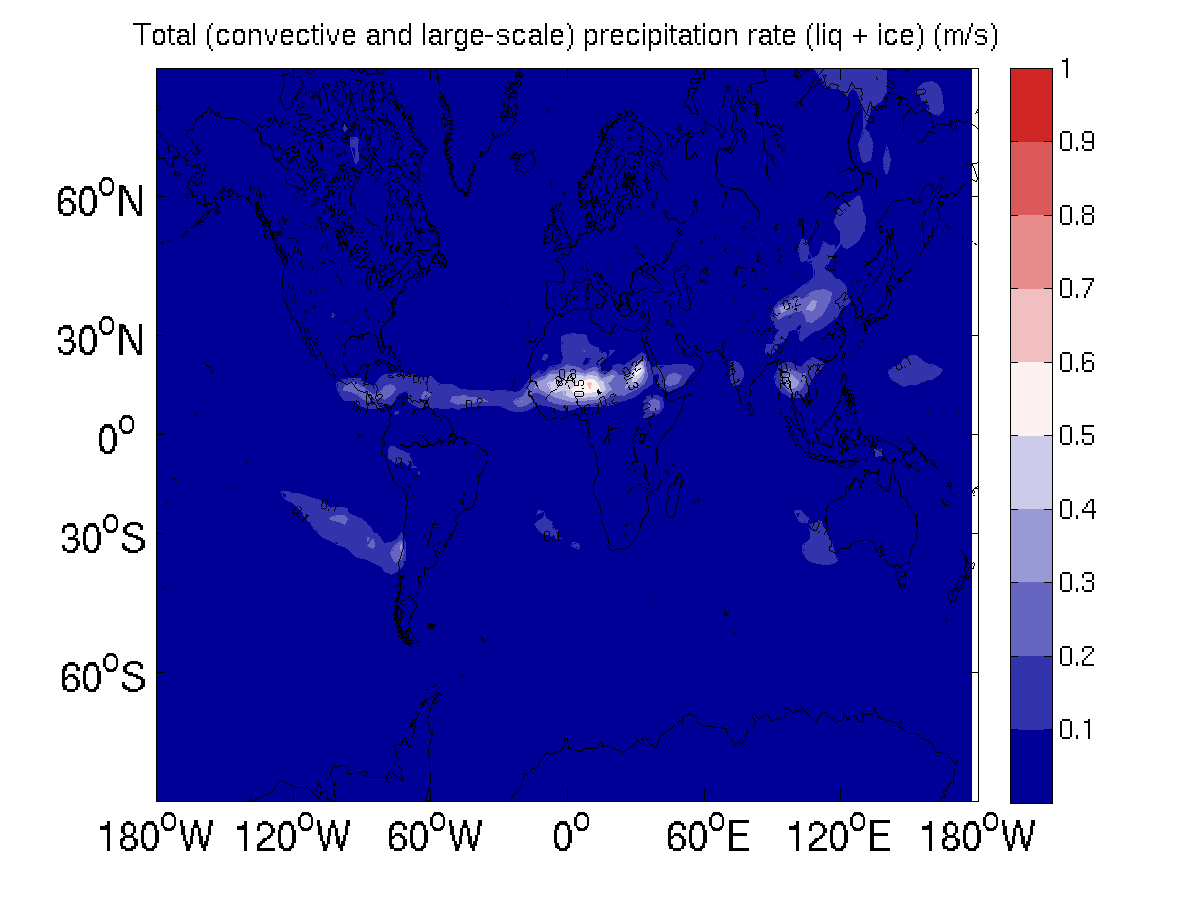 Total (convective and large-scale) precipitation rate (liq + ice) (m/s)
1
0.9
0.8
0.7
0.6
0.5
0.4
0.3
0.2
0.1
60°N
30°N
0°
30°S
60°S
180°W 120°W 60°W 0° 60°E 120°E 180°W